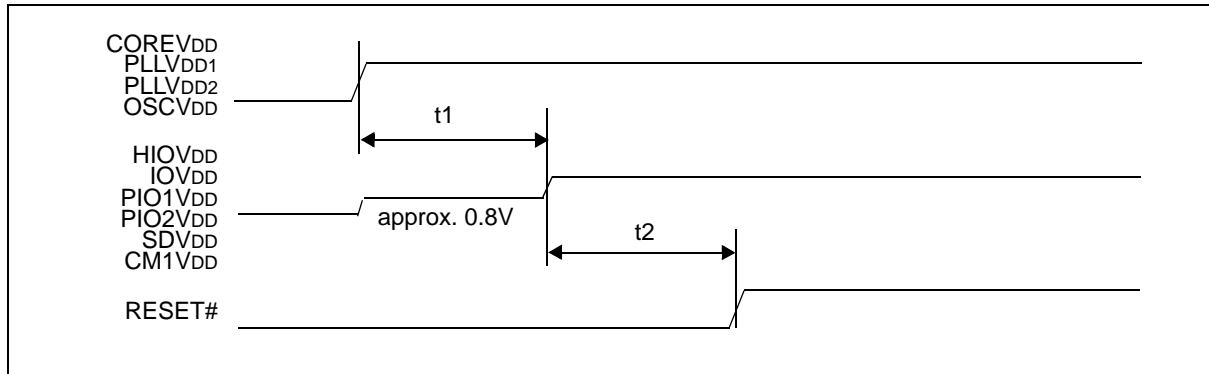 COREVDD
PLLVDD1
PLLVDD2
OSCVDD
t1
HIOVDD
IOVDD
PIO1VDD
PIO2VDD
SDVDD
CM1VDD
approx. 0.8V
t2
RESET#